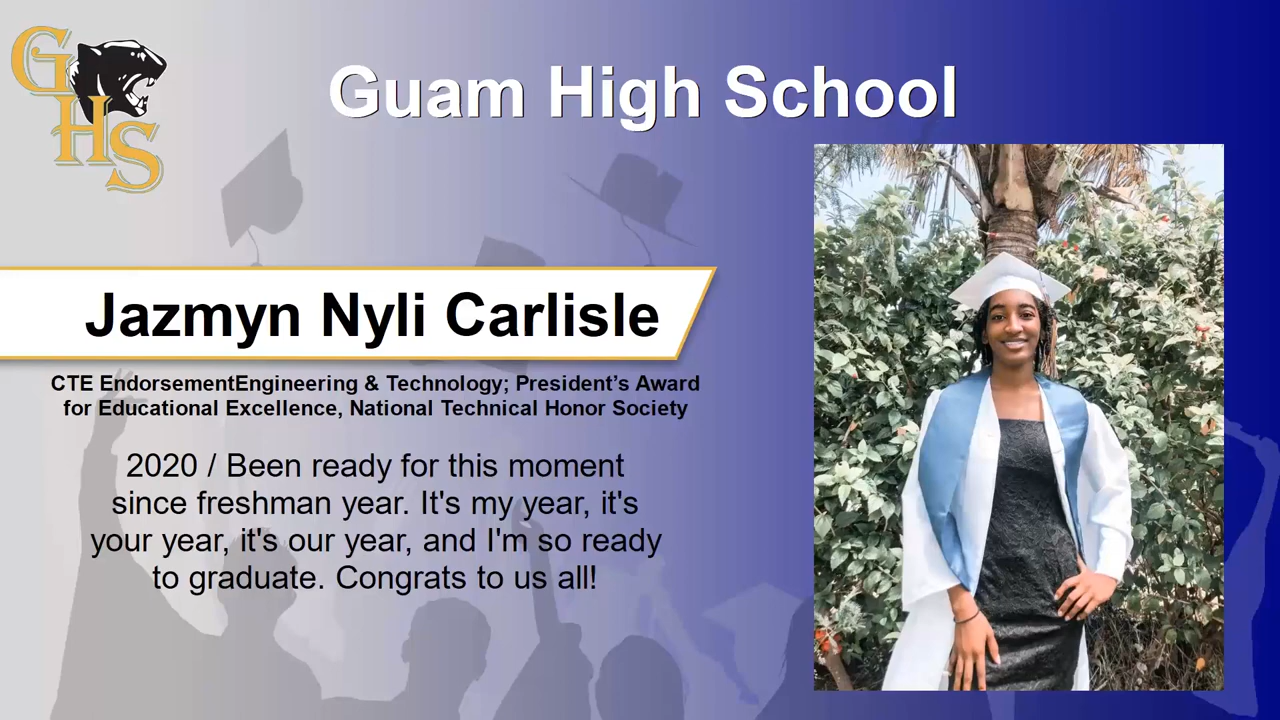 GHS
Guam High School
Jazmyn Nyli Carlisle
CTE EndorsementEngineering & Technology; President’s Award
for Educational Excellence, National Technical Honor Society
2020 / Been ready for this moment
since freshman year. It's my year, it's
your year, it's our year, and I'm so ready
to graduate. Congrats to us all!